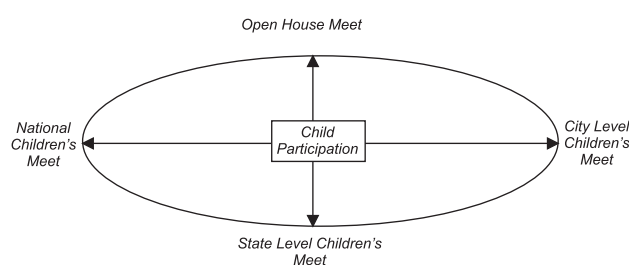 Open House Meet
National
Children's
Meet
Child
Participation
City Level
Children's
Meet
State Level Children's
Meet